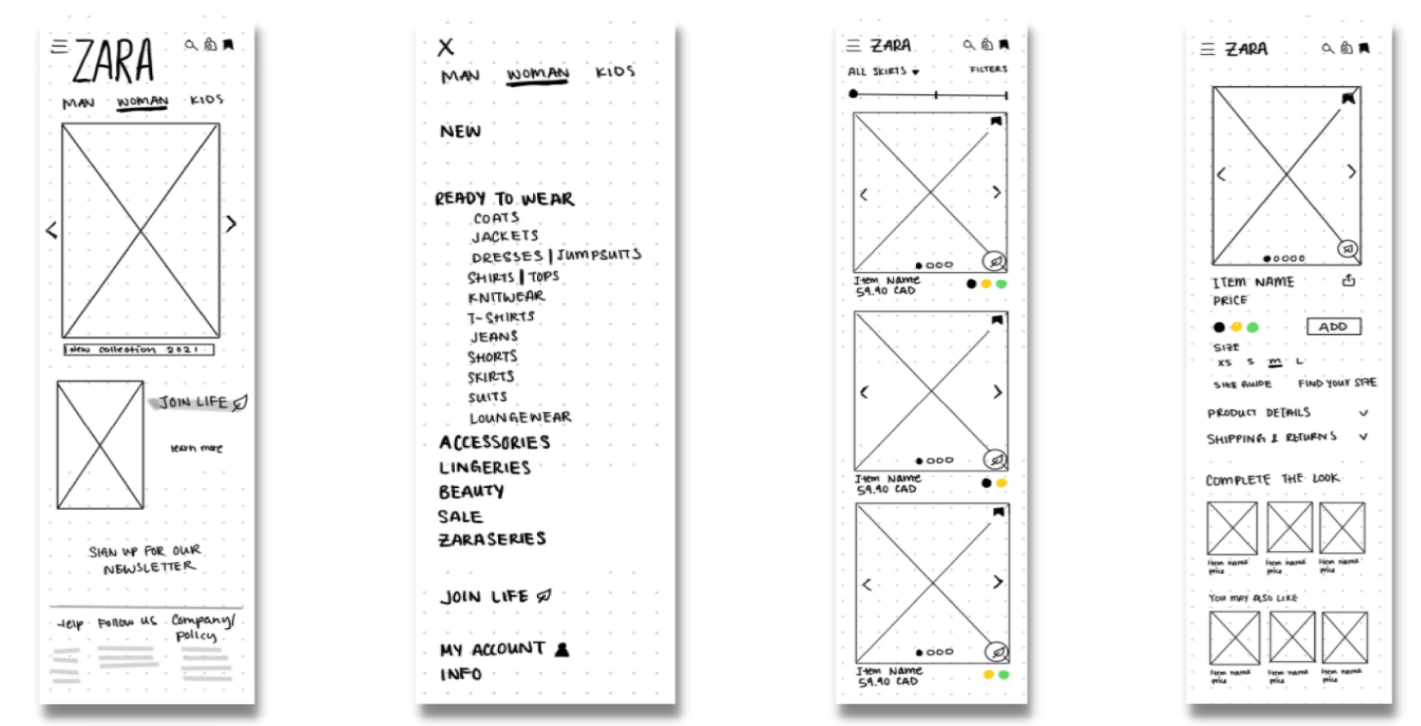 ZARA
MAN WOMAN KIDS
New collection 2021
JOIN LIFE
learn more
SIGN UP FOR OUR
NEWSLETTER
Help Follow us Company/
Policy
X
MAN WOMAN KIDS
NEW
READY TO WEAR
COATS
JACKETS
DRESSES | JUMPSUITS
SHIRTS | TOPS
KNITWEAR
T-SHIRTS
JEANS
SHORTS
SKIRTS
SUITS
LOUNGEWEAR
ACCESSORIES
LINGERIES
BEAUTY
SALE
ZARASERIES
JOIN LIFE
MY ACCOUNT
INFO
ZARA
ALL SKIRTS FILTERS
Item Name
59.90 CAD
Item Name
59.90 CAD
Item Name
59.90 CAD
ZARA
ITEM NAME
PRICE
ADD
SIZE
XS S M L
SIZE GUIDE FIND YOUR SIZE
PRODUCT DETAILS
SHIPPING & RETURNS
COMPLETE THE LOOK
Item name Item name Item name
price price price
YOU MAY ALSO LIKE
Item name Item name Item name
price price price